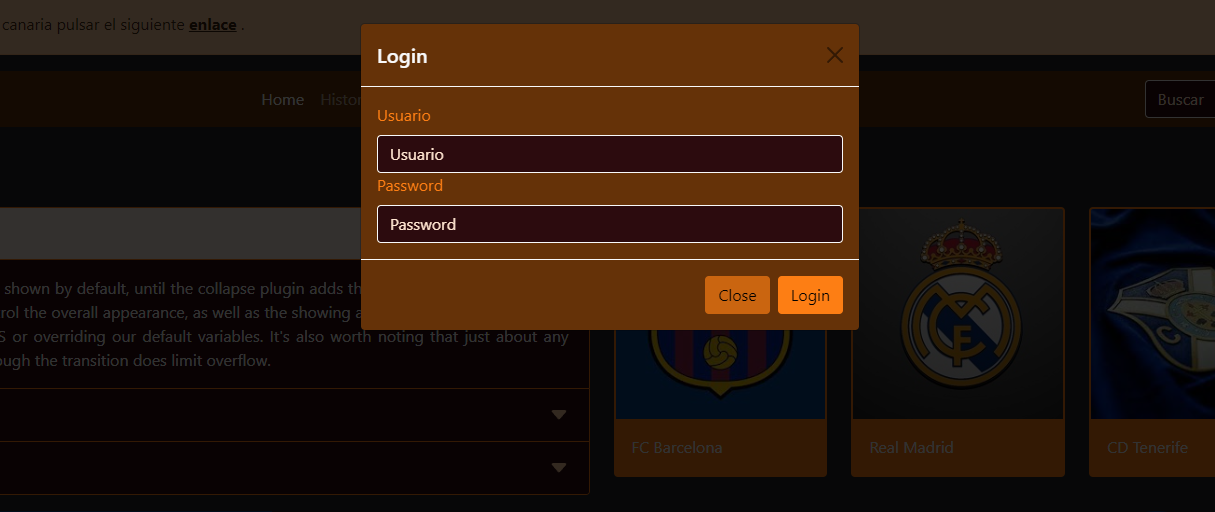 canaria pulsar el siguiente enlace .
Login
Home Histor
Buscar
Usuario
Usuario
Password
Password
Close Login
shown by default, until the collapse plugin adds th
rol the overall appearance, as well as the showing a
S or overriding our default variables. It's also worth noting that just about any
ough the transition does limit overflow.
FC Barcelona
Real Madrid
CD Tenerife